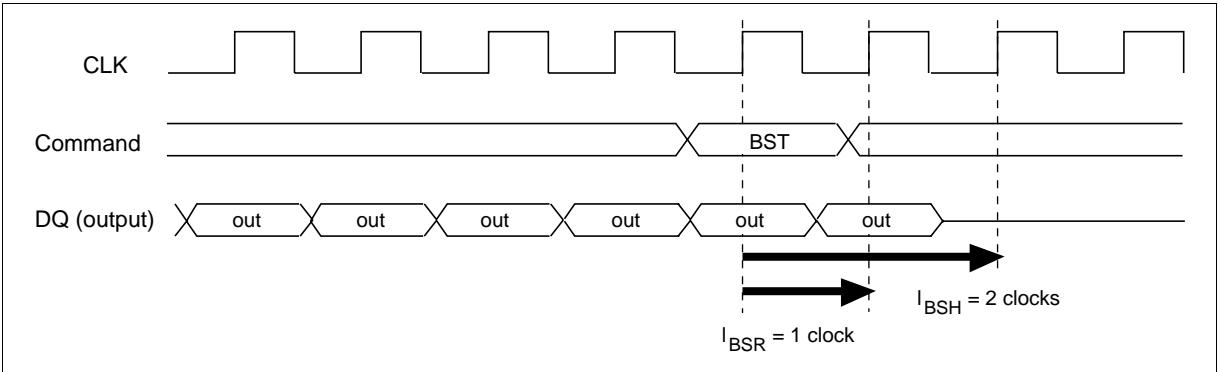 CLK
Command
BST
DQ (output)
out out out out out out
lBSH = 2 clocks
lBSR = 1 clock